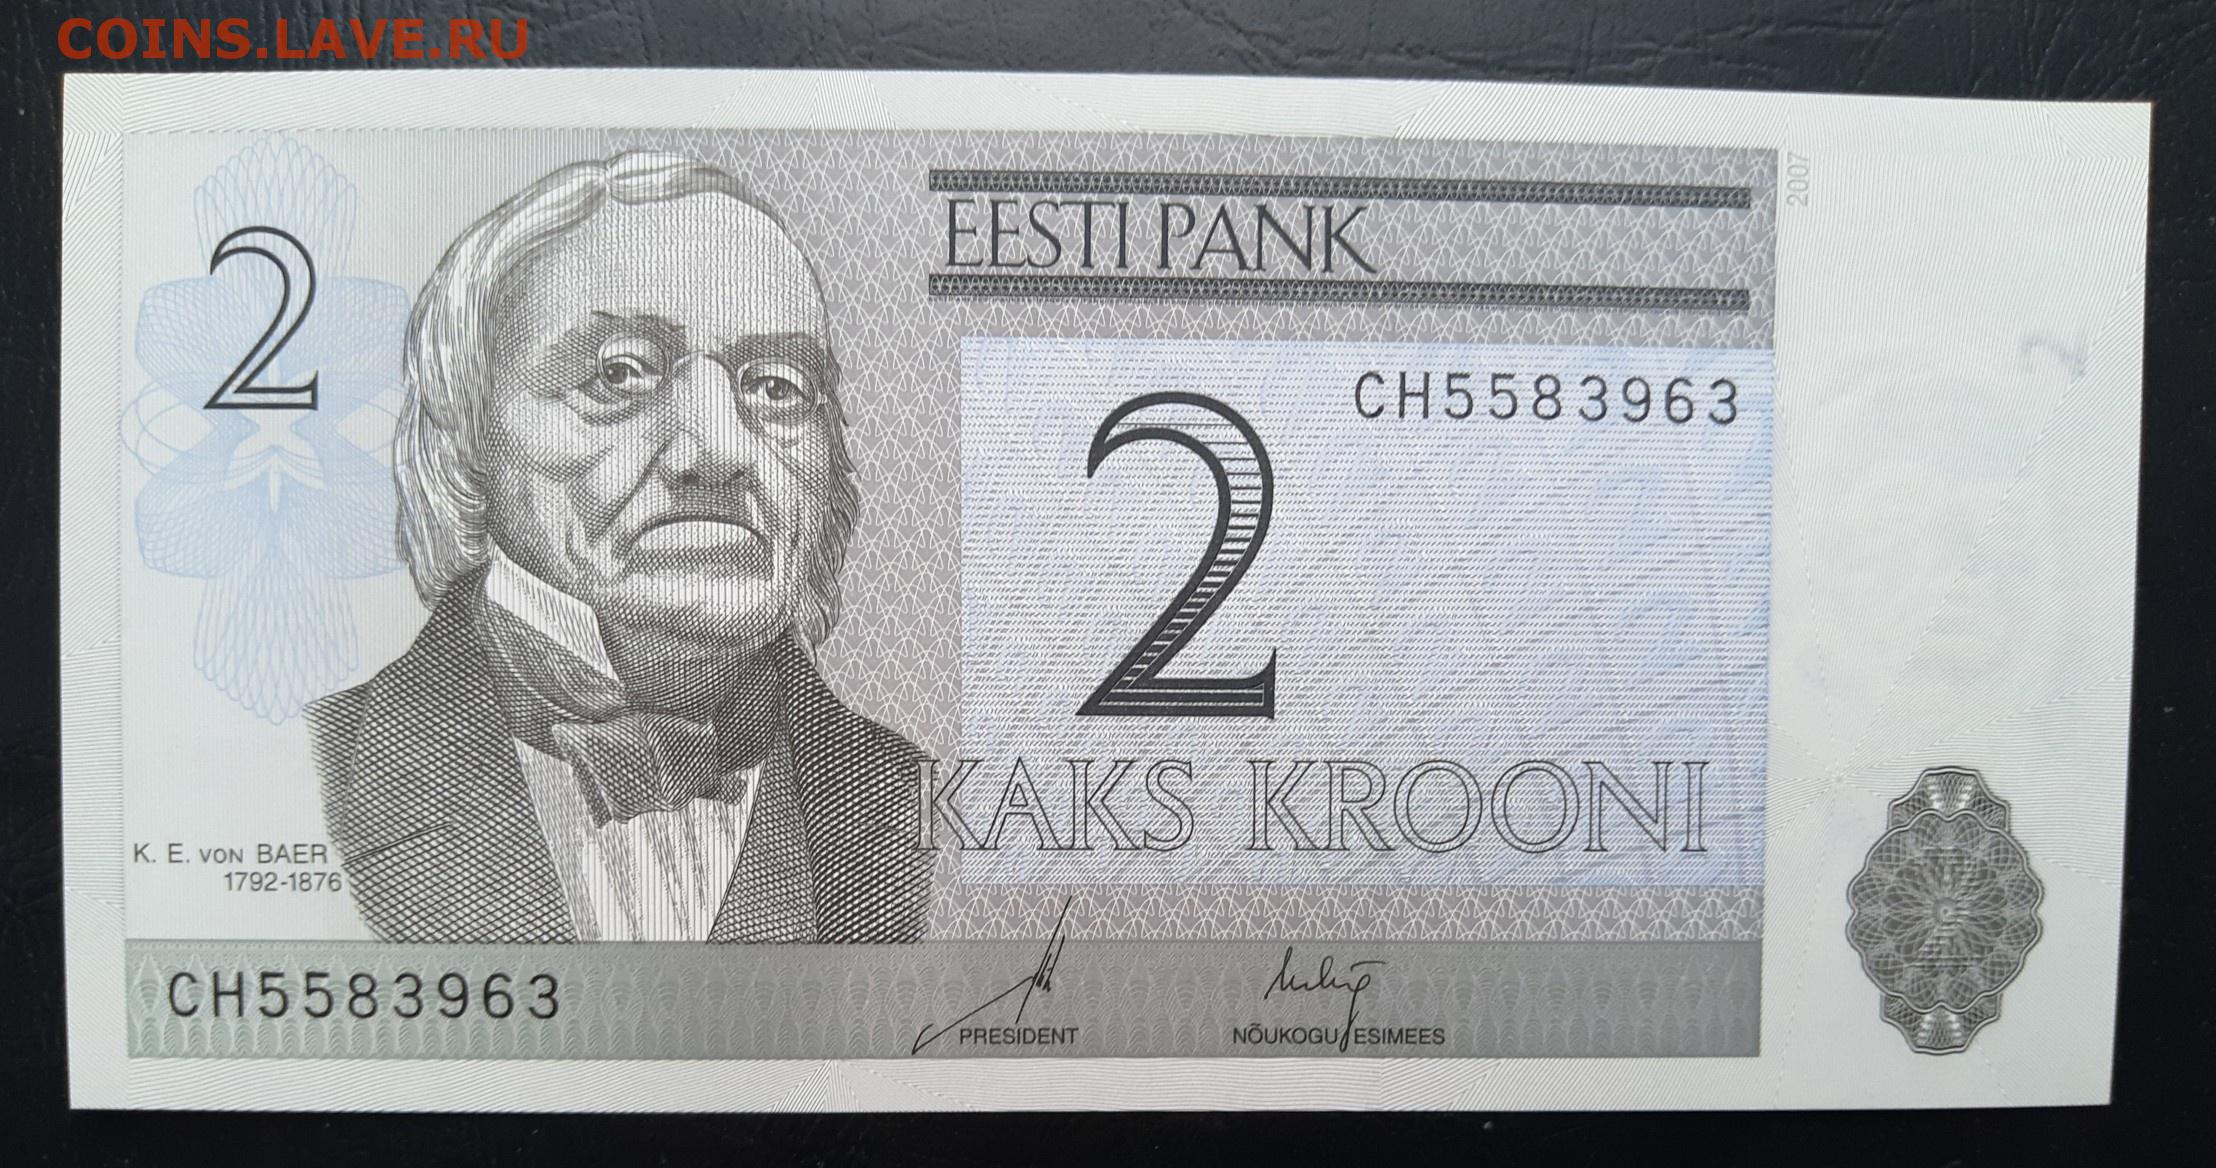 COINS.LAVE.RU
2
EESTI PANK
2007
CH5583963
2
KAKS KROONI
K. E. VON BAER
1792-1876
CH5583963
PRESIDENT
NÕUKOGU ESIMEES